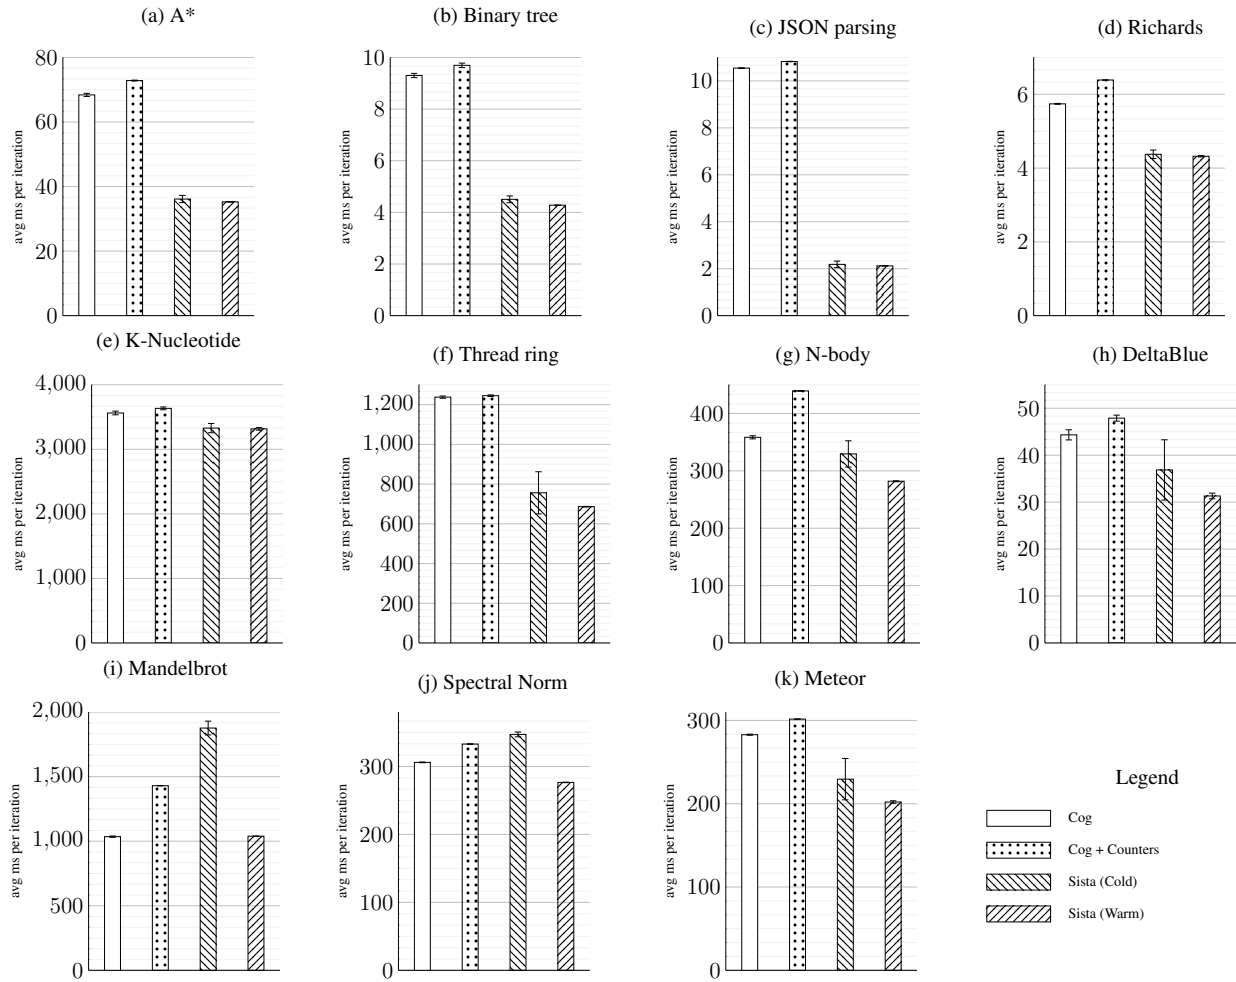 (a) A*
avg ms per iteration
80
60
40
20
0
(b) Binary tree
avg ms per iteration
10
8
6
4
2
0
(c) JSON parsing
avg ms per iteration
10
8
6
4
2
0
(d) Richards
avg ms per iteration
6
4
2
0
(e) K-Nucleotide
avg ms per iteration
4,000
3,000
2,000
1,000
0
(f) Thread ring
avg ms per iteration
1,200
1,000
800
600
400
200
0
(g) N-body
avg ms per iteration
400
300
200
100
0
(h) DeltaBlue
avg ms per iteration
50
40
30
20
10
0
(i) Mandelbrot
avg ms per iteration
2,000
1,500
1,000
500
0
(j) Spectral Norm
avg ms per iteration
300
200
100
0
(k) Meteor
avg ms per iteration
300
200
100
0
Legend
Cog
Cog + Counters
Sista (Cold)
Sista (Warm)